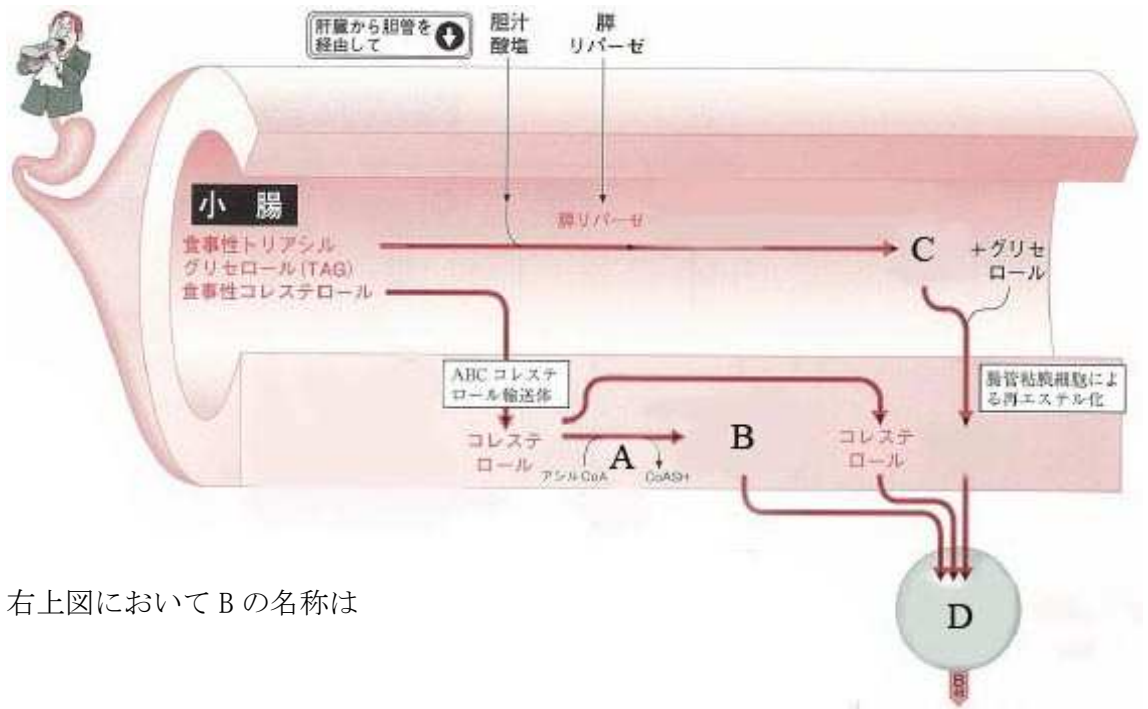 肝臓から胆管を
経由して
胆汁
酸塩
膵
リパーゼ
小 腸
膵リパーゼ
食事性トリアシル
グリセロール(TAG)
食事性コレステロール
C
+グリセ
ロール
ABC コレステ
ロール輸送体
腸管粘膜細胞によ
る再エステル化
コレステ
ロール
A
アシルCoA
CoASH
B
コレステ
ロール
D
右上図において B の名称は